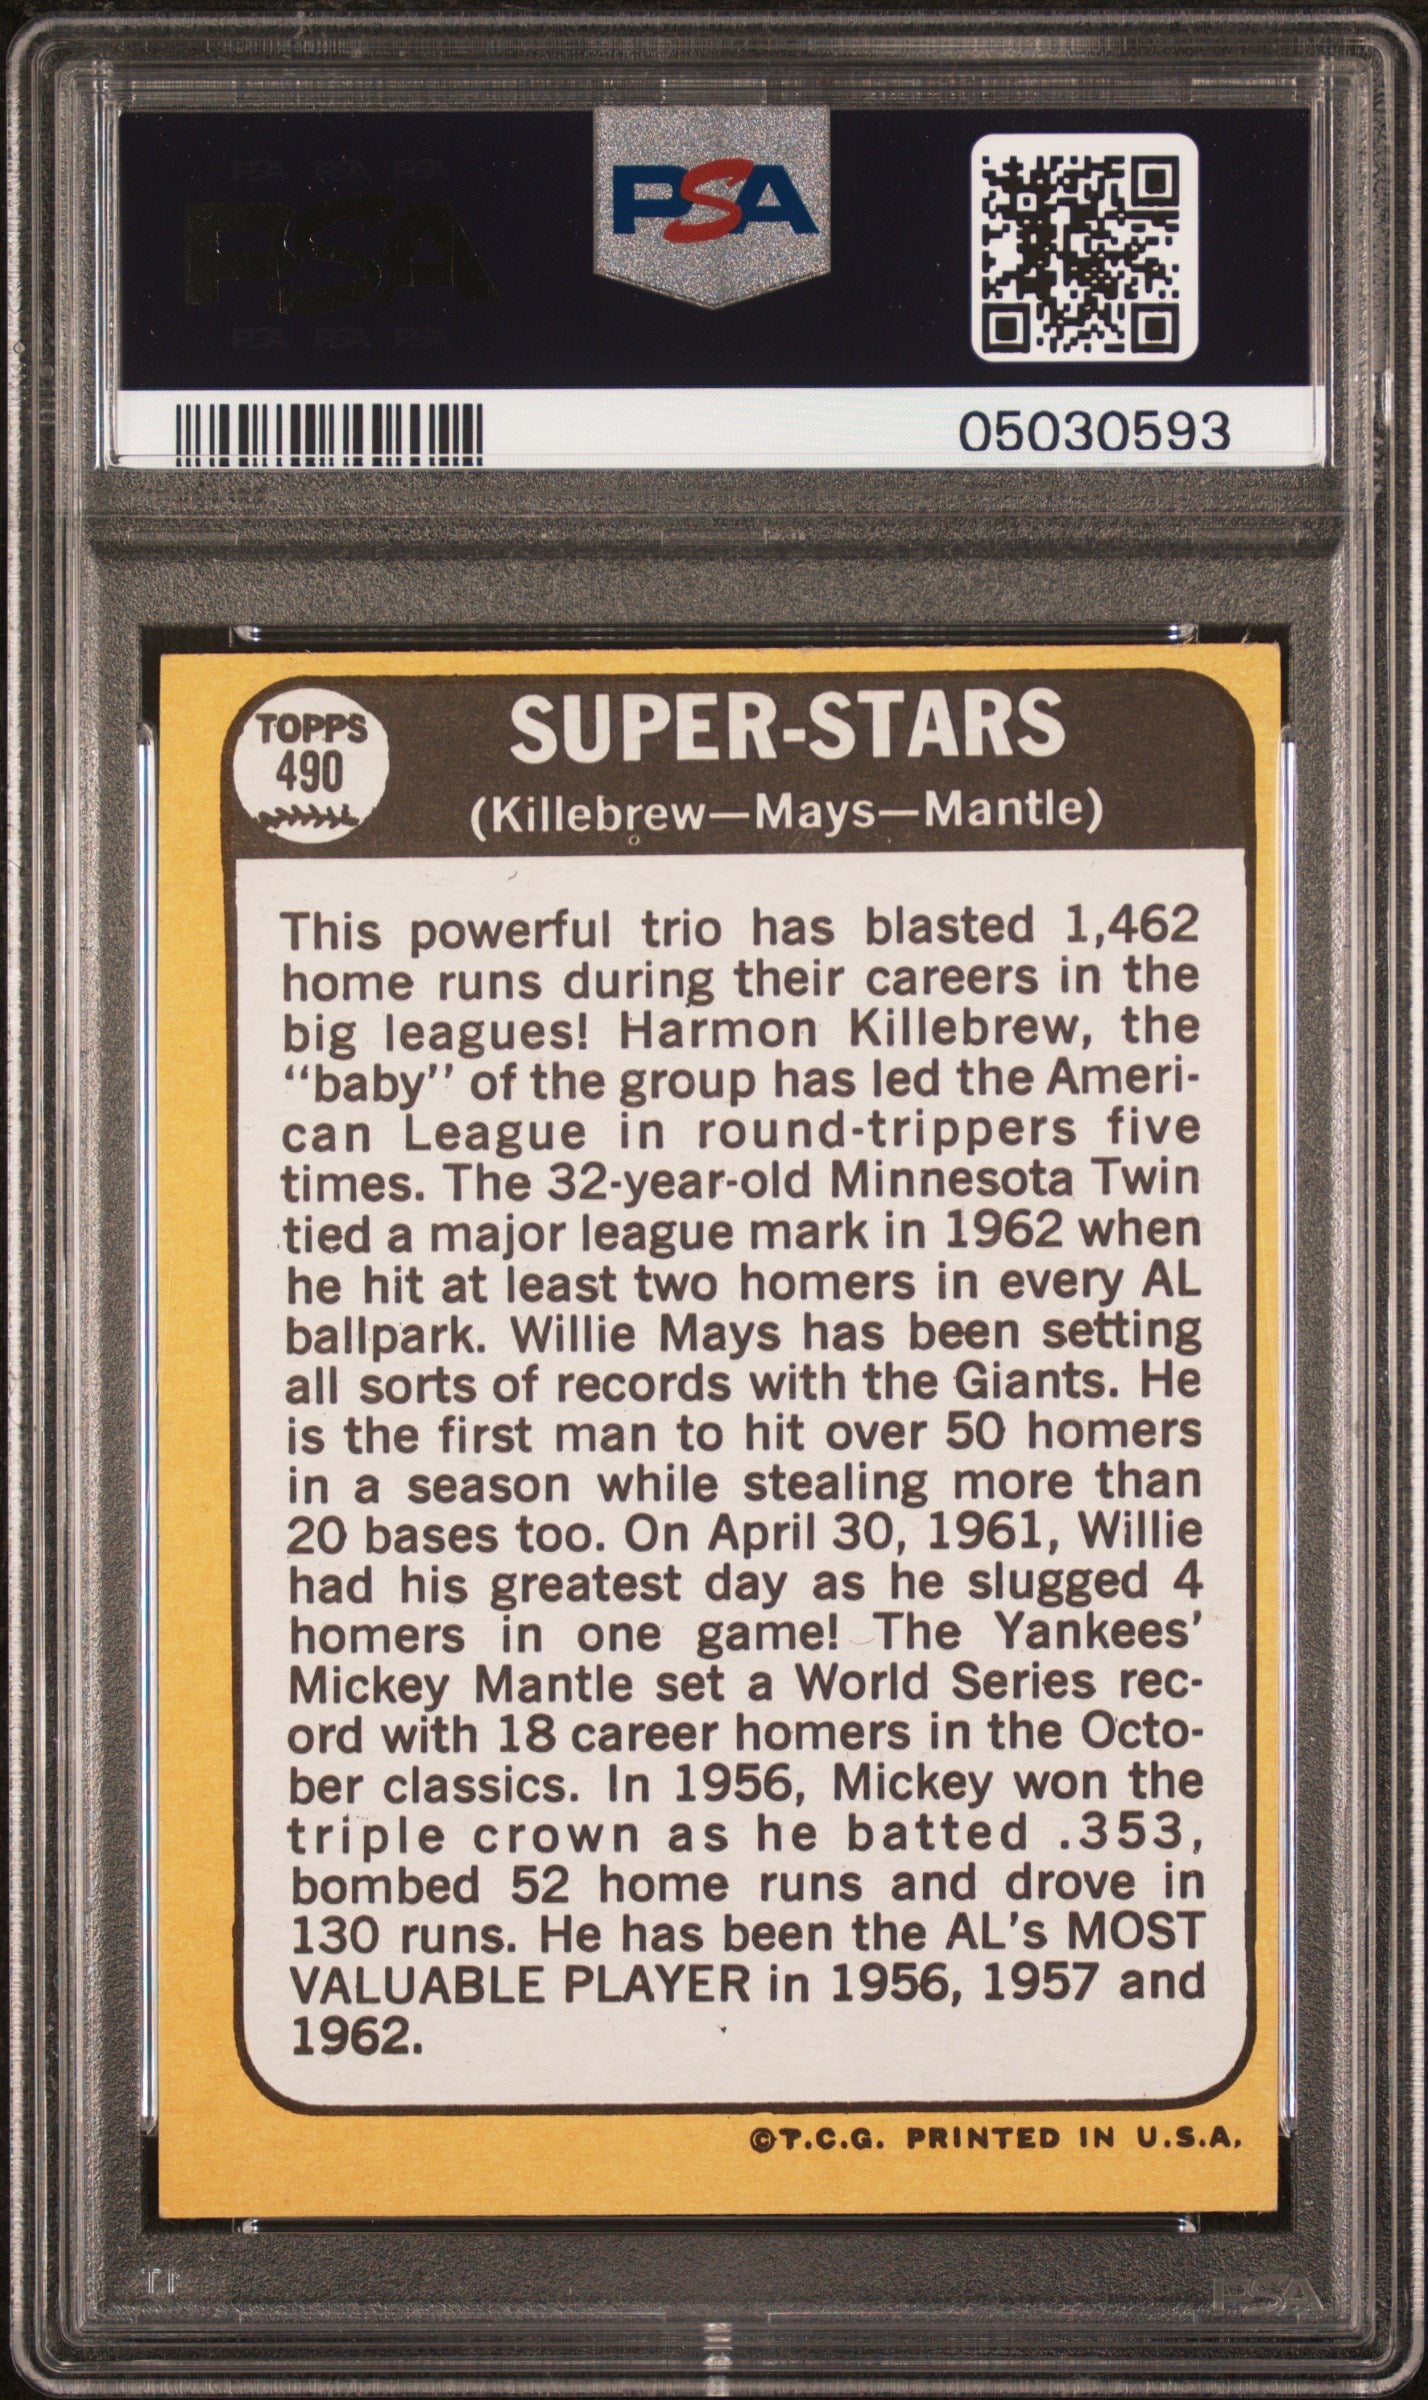 PSA PSA PSA
PSA
PSA PSA PSA
PSA
05030593
TOPPS
490
SUPER-STARS
(Killebrew—Mays—Mantle)
This powerful trio has blasted 1,462
home runs during their careers in the
big leagues! Harmon Killebrew, the
“baby” of the group has led the Ameri-
can League in round-trippers five
times. The 32-year-old Minnesota Twin
tied a major league mark in 1962 when
he hit at least two homers in every AL
ballpark. Willie Mays has been setting
all sorts of records with the Giants. He
is the first man to hit over 50 homers
in a season while stealing more than
20 bases too. On April 30, 1961, Willie
had his greatest day as he slugged 4
homers in one game! The Yankees’
Mickey Mantle set a World Series rec-
ord with 18 career homers in the Octo-
ber classics. In 1956, Mickey won the
triple crown as he batted .353,
bombed 52 home runs and drove in
130 runs. He has been the AL’s MOST
VALUABLE PLAYER in 1956, 1957 and
1962.
©T.C.G. PRINTED IN U.S.A.
PSA